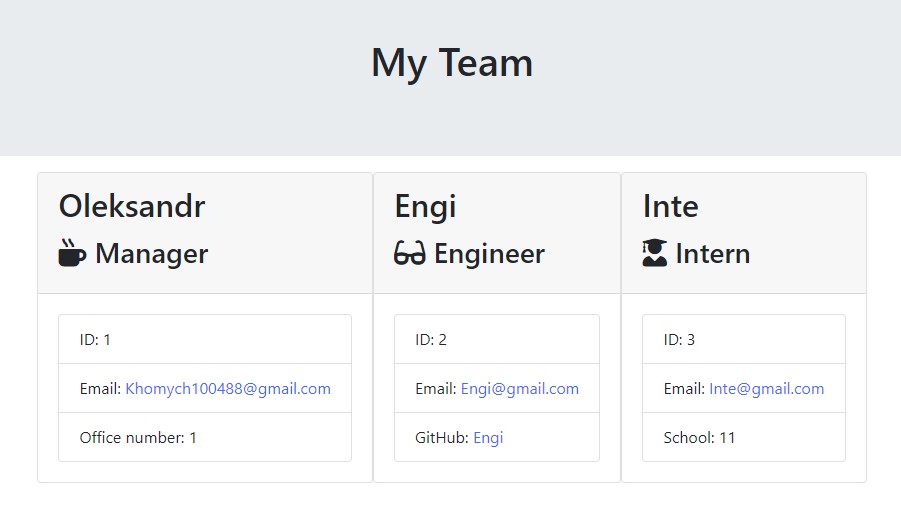 My Team
Oleksandr
Manager
ID: 1
Email: Khomych100488@gmail.com
Office number: 1
Engi
Engineer
ID: 2
Email: Engi@gmail.com
GitHub: Engi
Inte
Intern
ID: 3
Email: Inte@gmail.com
School: 11